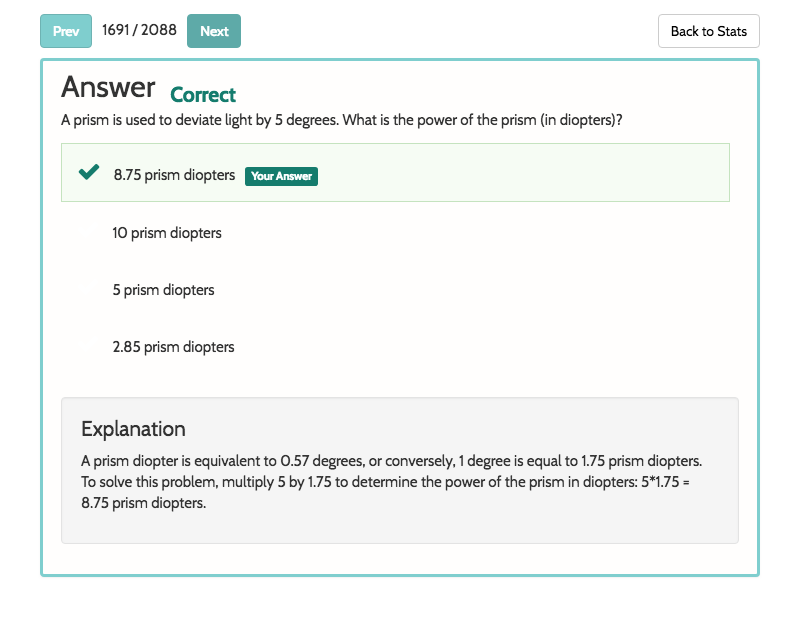 Prev 1691 / 2088 Next Back to Stats
Answer Correct
A prism is used to deviate light by 5 degrees. What is the power of the prism (in diopters)?
8.75 prism diopters Your Answer
10 prism diopters
5 prism diopters
2.85 prism diopters
Explanation
A prism diopter is equivalent to 0.57 degrees, or conversely, 1 degree is equal to 1.75 prism diopters.
To solve this problem, multiply 5 by 1.75 to determine the power of the prism in diopters: 5*1.75 =
8.75 prism diopters.